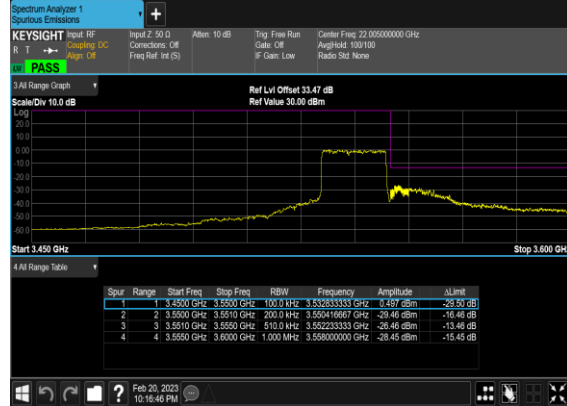 Spectrum Analyzer 1
Spurious Emissions
+
KEYSIGHT Input: RF
R T Coupling: DC
Align: Off
Input Z: 50 Ω
Corrections: Off
Freq Ref: Int (S)
Atten: 10 dB
Trig: Free Run
Gate: Off
IF Gain: Low
Center Freq: 22.005000000 GHz
Avg|Hold: 100/100
Radio Std: None
PASS
3 All Range Graph
Ref Lvl Offset 33.47 dB
Scale/Div 10.0 dB Ref Value 30.00 dBm
Log
20.0
10.0
0.00
-10.0
-20.0
-30.0
-40.0
-50.0
-60.0
Start 3.450 GHz Stop 3.600 GHz
4 All Range Table
Spur Range Start Freq Stop Freq RBW Frequency Amplitude ΔLimit
1 1 3.4500 GHz 3.5500 GHz 100.0 kHz 3.532833333 GHz 0.497 dBm -29.50 dB
2 2 3.5500 GHz 3.5510 GHz 200.0 kHz 3.550416667 GHz -29.46 dBm -16.46 dB
3 3 3.5510 GHz 3.5550 GHz 510.0 kHz 3.552233333 GHz -26.46 dBm -13.46 dB
4 4 3.5550 GHz 3.6000 GHz 1.000 MHz 3.558000000 GHz -28.45 dBm -15.45 dB
? Feb 20, 2023
10:16:46 PM